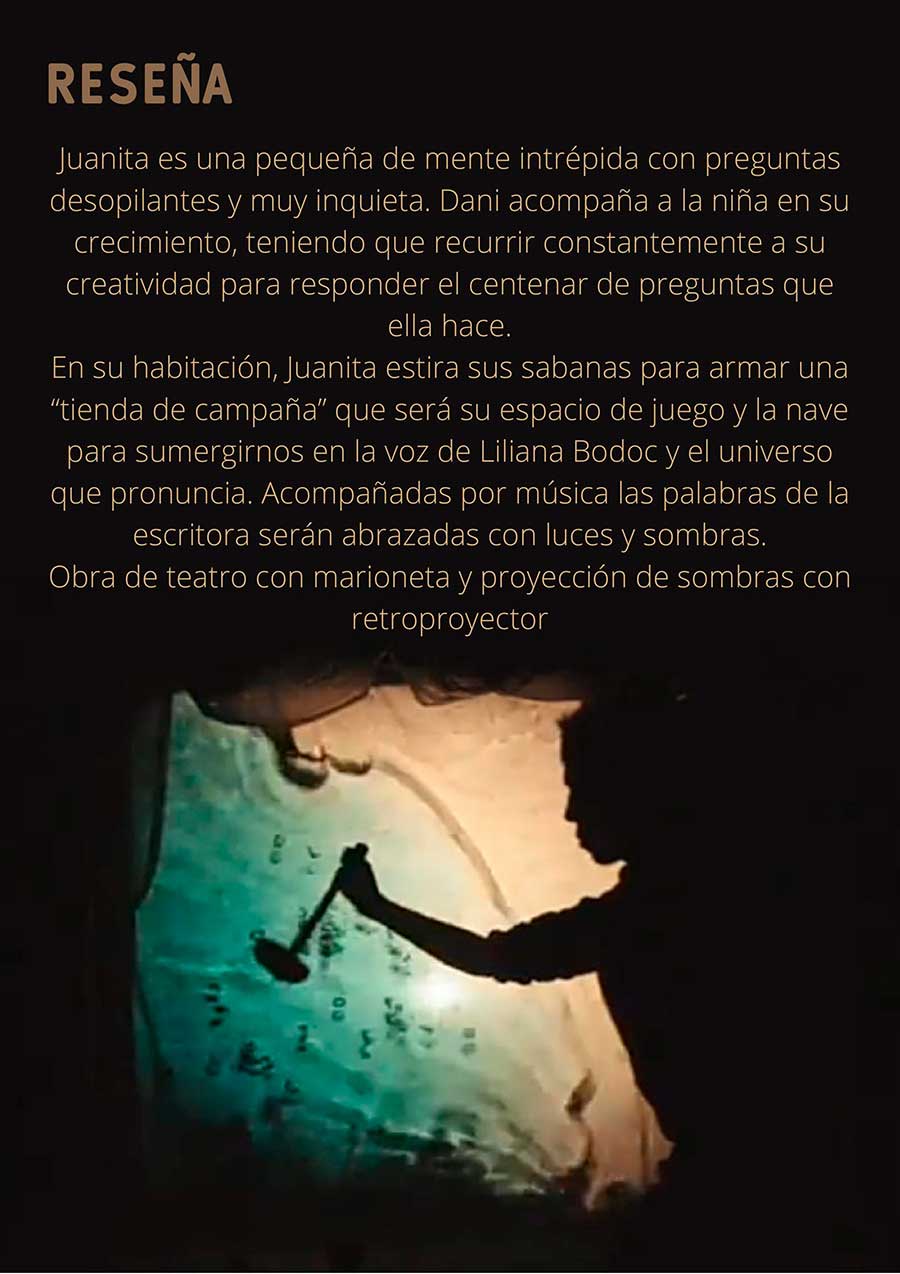 RESEÑA
Juanita es una pequeña de mente intrépida con preguntas
desopilantes y muy inquieta. Dani acompaña a la niña en su
crecimiento, teniendo que recurrir constantemente a su
creatividad para responder el centenar de preguntas que
ella hace.
En su habitación, Juanita estira sus sabanas para armar una
“tienda de campaña” que será su espacio de juego y la nave
para sumergirnos en la voz de Liliana Bodoc y el universo
que pronuncia. Acompañadas por música las palabras de la
escritora serán abrazadas con luces y sombras.
Obra de teatro con marioneta y proyección de sombras con
retroproyector